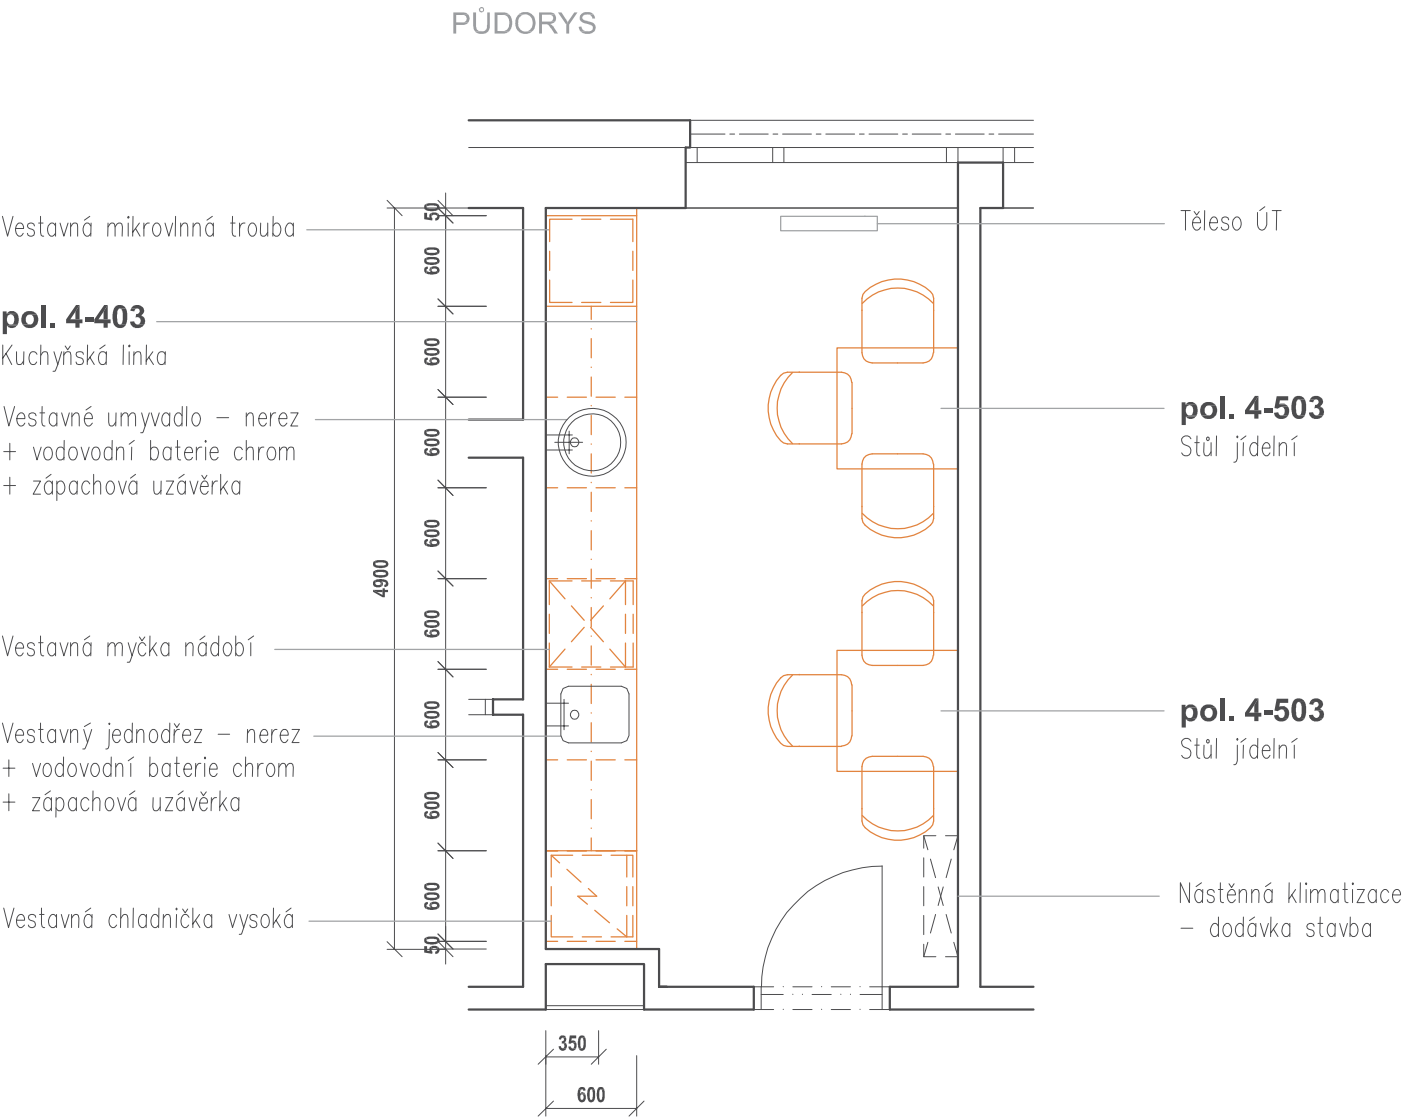 PŮDORYS
Vestavná mikrovlnná trouba
pol. 4-403
Kuchyňská linka
Vestavné umyvadlo – nerez
+ vodovodní baterie chrom
+ zápachová uzávěrka
Vestavná myčka nádobí
Vestavný jednodřez – nerez
+ vodovodní baterie chrom
+ zápachová uzávěrka
Vestavná chladnička vysoká
4900
50
600
600
600
600
600
600
600
600
50
350
600
Těleso ÚT
pol. 4-503
Stůl jídelní
pol. 4-503
Stůl jídelní
Nástěnná klimatizace
– dodávka stavba